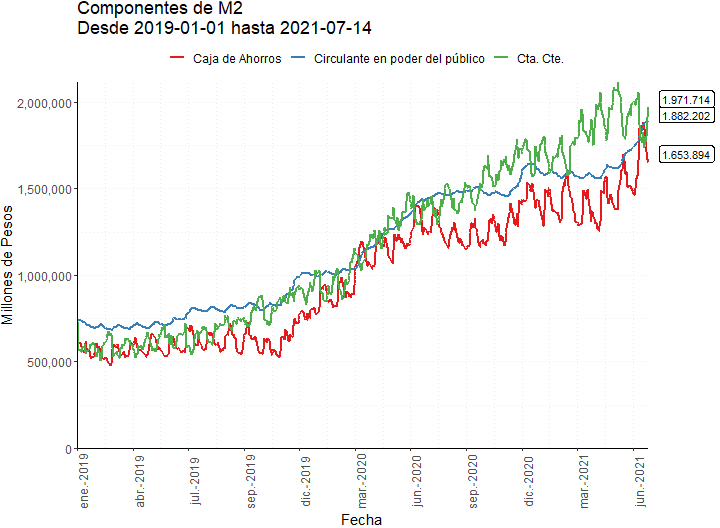 Componentes de M2
Desde 2019-01-01 hasta 2021-07-14
Caja de Ahorros Circulante en poder del público Cta. Cte.
Millones de Pesos
2,000,000
1,500,000
1,000,000
500,000
0
1.971.714
1.882.202
1.653.894
ene.-2019
abr.-2019
jul.-2019
sep.-2019
dic.-2019
mar.-2020
jun.-2020
sep.-2020
dic.-2020
mar.-2021
jun.-2021
Fecha